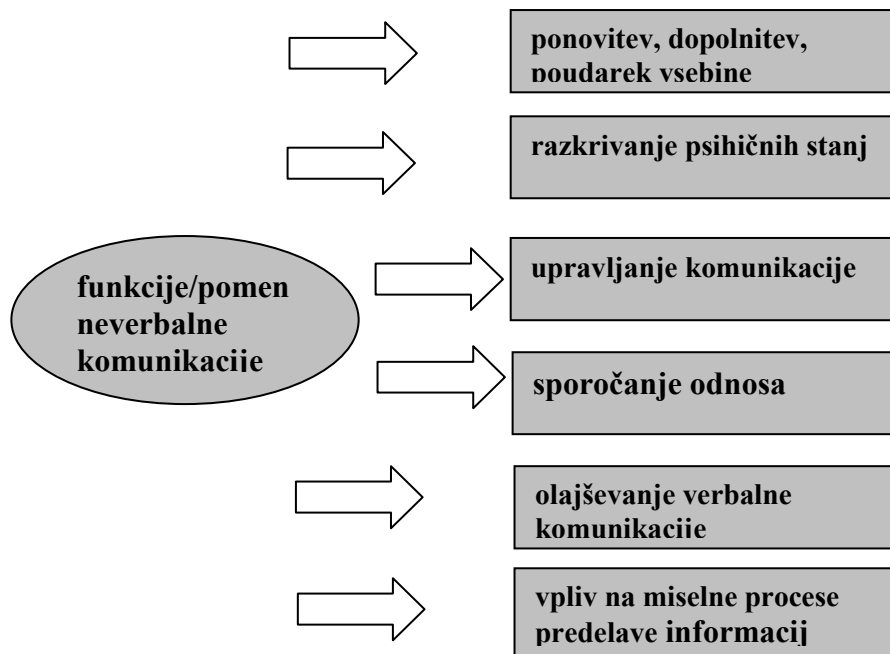 ponovitev, dopolnitev,
poudarek vsebine
razkrivanje psihičnih stanj
upravljanje komunikacije
funkcije/pomen
neverbalne
komunikacije
sporočanje odnosa
olajševanje verbalne
komunikacije
vpliv na miselne procese
predelave informacij